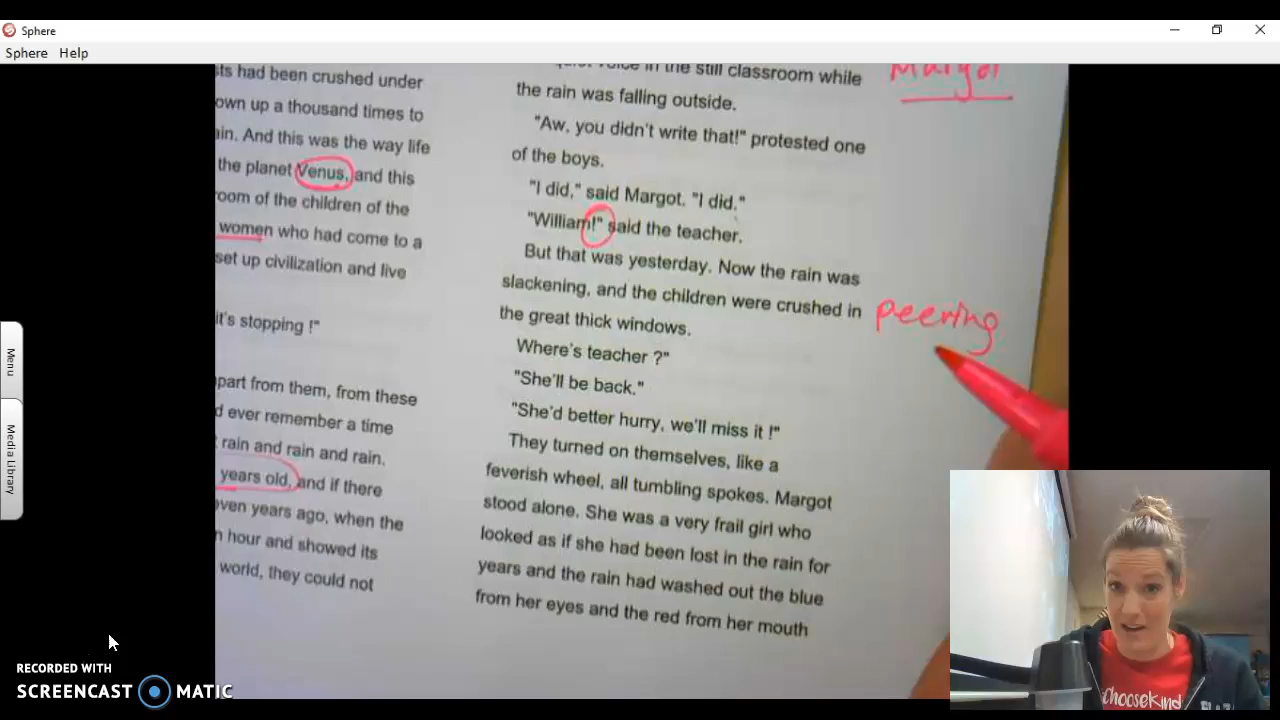 Sphere
Sphere Help
sts had been crushed under
own up a thousand times to
ain. And this was the way life
the planet Venus, and this
room of the children of the
women who had come to a
set up civilization and live
it's stopping !"
part from them, from these
d ever remember a time
rain and rain and rain.
years old, and if there
even years ago, when the
n hour and showed its
world, they could not
quiet voice in the still classroom while
the rain was falling outside.
"Aw, you didn't write that!" protested one
of the boys.
"I did," said Margot. "I did."
"William!" said the teacher.
But that was yesterday. Now the rain was
slackening, and the children were crushed in
the great thick windows.
Where's teacher ?"
"She'll be back."
"She'd better hurry, we'll miss it !"
They turned on themselves, like a
feverish wheel, all tumbling spokes. Margot
stood alone. She was a very frail girl who
looked as if she had been lost in the rain for
years and the rain had washed out the blue
from her eyes and the red from her mouth
Margot
peering
Menu
Media Library
RECORDED WITH
SCREENCAST MATIC
#ChooseKind